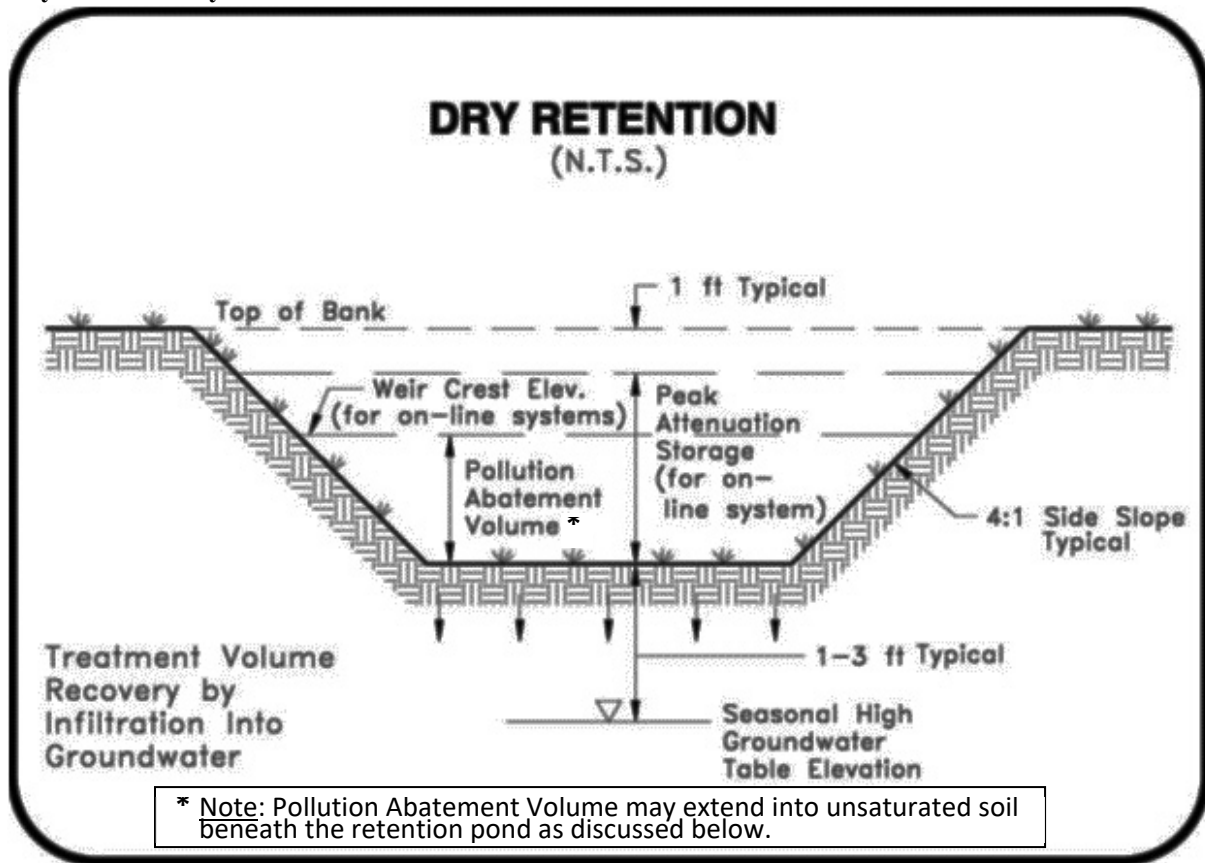 DRY RETENTION
(N.T.S.)
1 ft Typical
Top of Bank
Weir Crest Elev.
(for on-line systems)
Peak
Attenuation
Storage
(for on-
line system)
Pollution
Abatement
Volume *
4:1 Side Slope
Typical
1-3 ft Typical
Treatment Volume
Recovery by
Infiltration Into
Groundwater
Seasonal High
Groundwater
Table Elevation
* Note: Pollution Abatement Volume may extend into unsaturated soil
beneath the retention pond as discussed below.